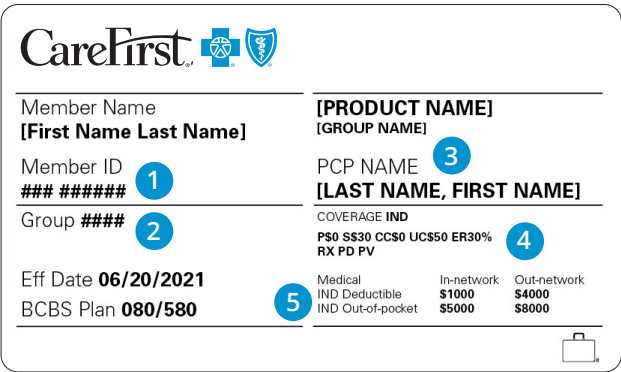 CareFirst
Member Name
[First Name Last Name]
Member ID
### ######
1
Group ####
2
Eff Date 06/20/2021
BCBS Plan 080/580
[PRODUCT NAME]
[GROUP NAME]
3
PCP NAME
[LAST NAME, FIRST NAME]
COVERAGE IND
P$0 S$30 CC$0 UC$50 ER30%
RX PD PV
4
5
Medical In-network Out-network
IND Deductible $1000 $4000
IND Out-of-pocket $5000 $8000